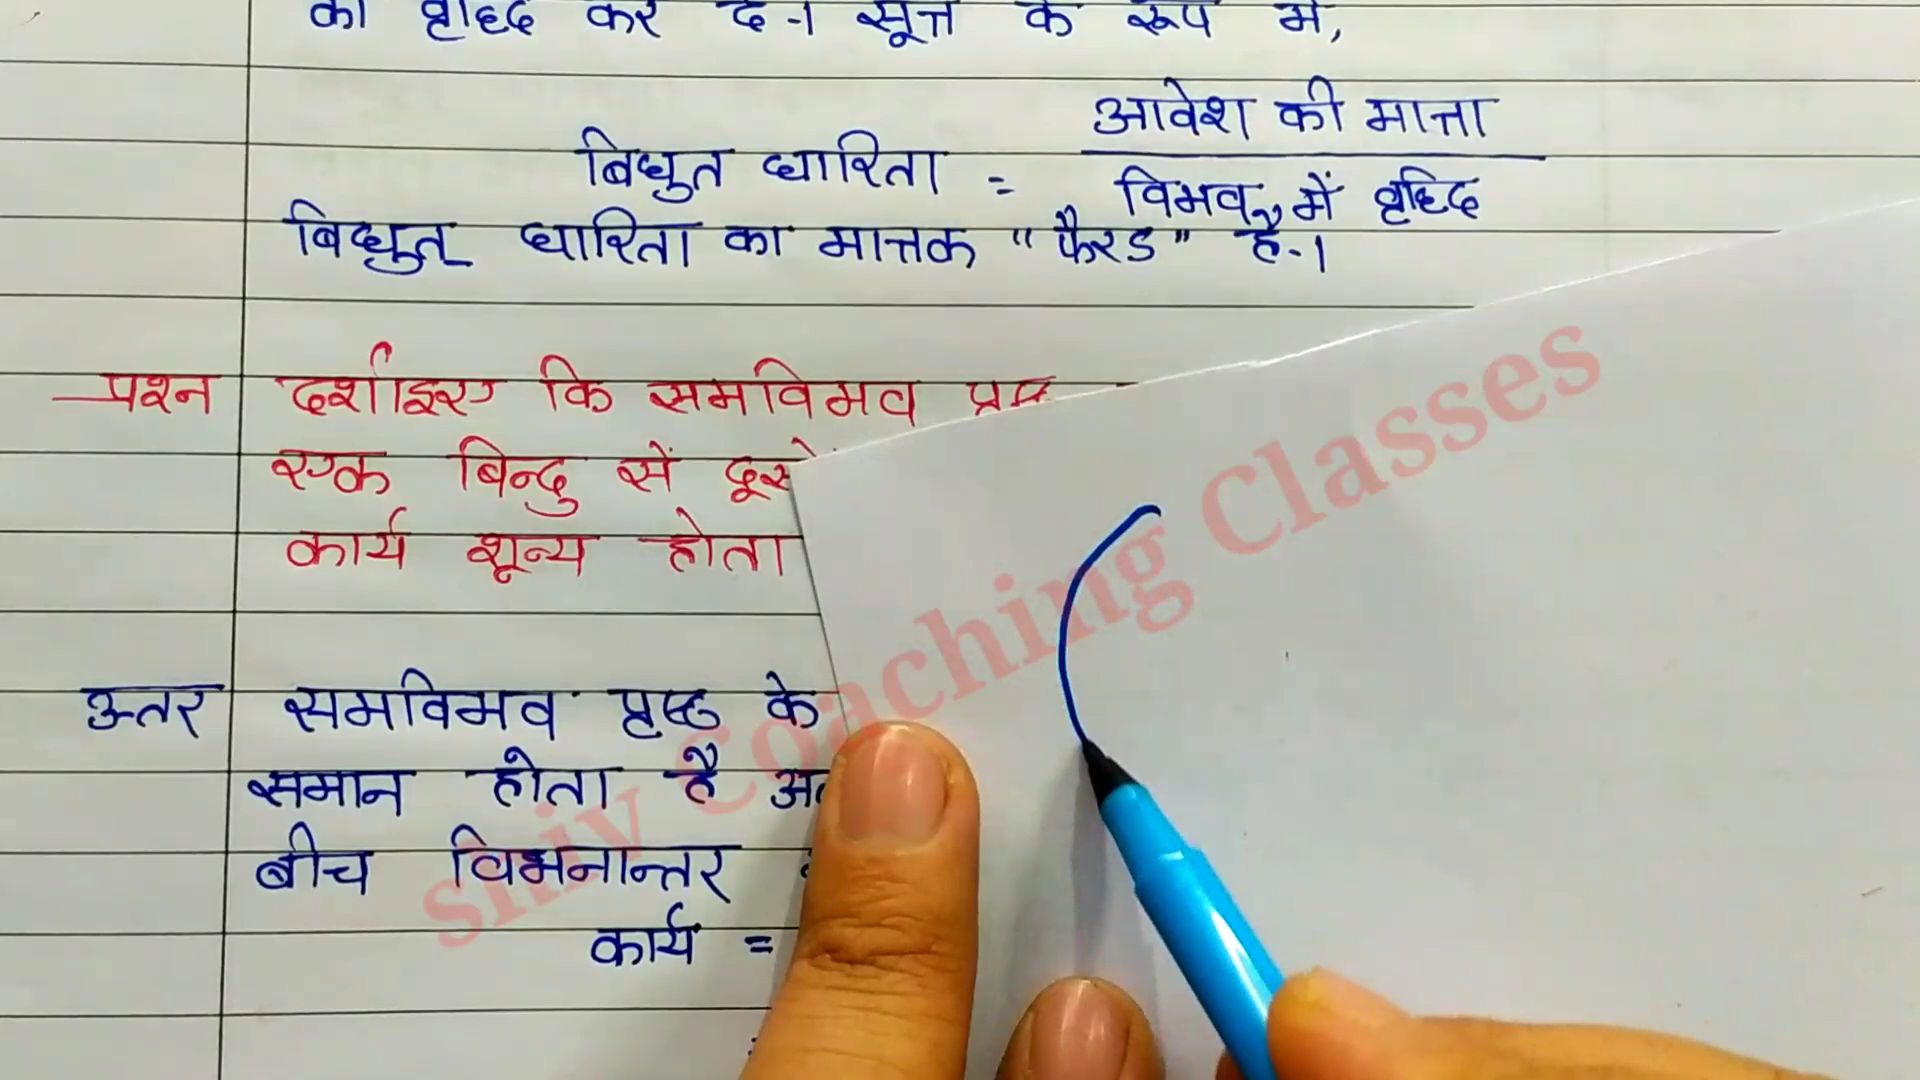 कर दे। सूत्र के रूप में,
आवेश की मात्रा
विधुत धारिता =
विभव में वृद्धि
विधुत धारिता का मात्रक "फैरड" है।
प्रश्न दर्शाइए कि समविभव
एक बिन्दु से
कार्य शून्य होता
उत्तर समविभव पृष्ठ के
समान होता है
बीच विभवान्तर
कार्य =
Shiv Coaching Classes